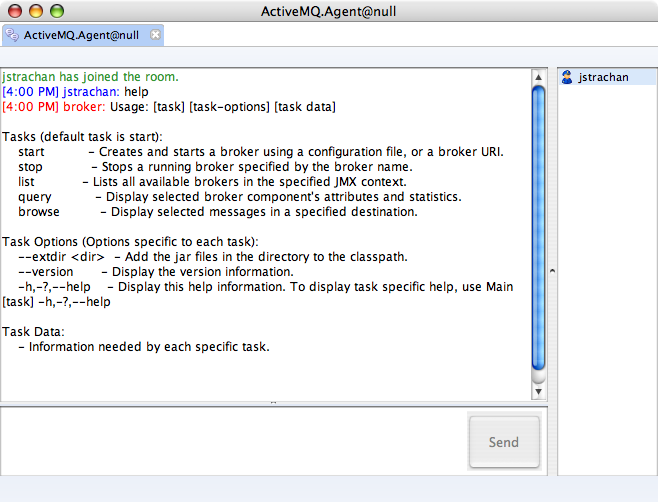 ActiveMQ.Agent@null
ActiveMQ.Agent@null
jstrachan has joined the room.
[4:00 PM] jstrachan: help
[4:00 PM] broker: Usage: [task] [task-options] [task data]
Tasks (default task is start):
start – Creates and starts a broker using a configuration file, or a broker URI.
stop – Stops a running broker specified by the broker name.
list – Lists all available brokers in the specified JMX context.
query – Display selected broker component's attributes and statistics.
browse – Display selected messages in a specified destination.
Task Options (Options specific to each task):
--extdir <dir> – Add the jar files in the directory to the classpath.
--version – Display the version information.
-h,-?,--help – Display this help information. To display task specific help, use Main
[task] -h,-?,--help
Task Data:
– Information needed by each specific task.
jstrachan
Send